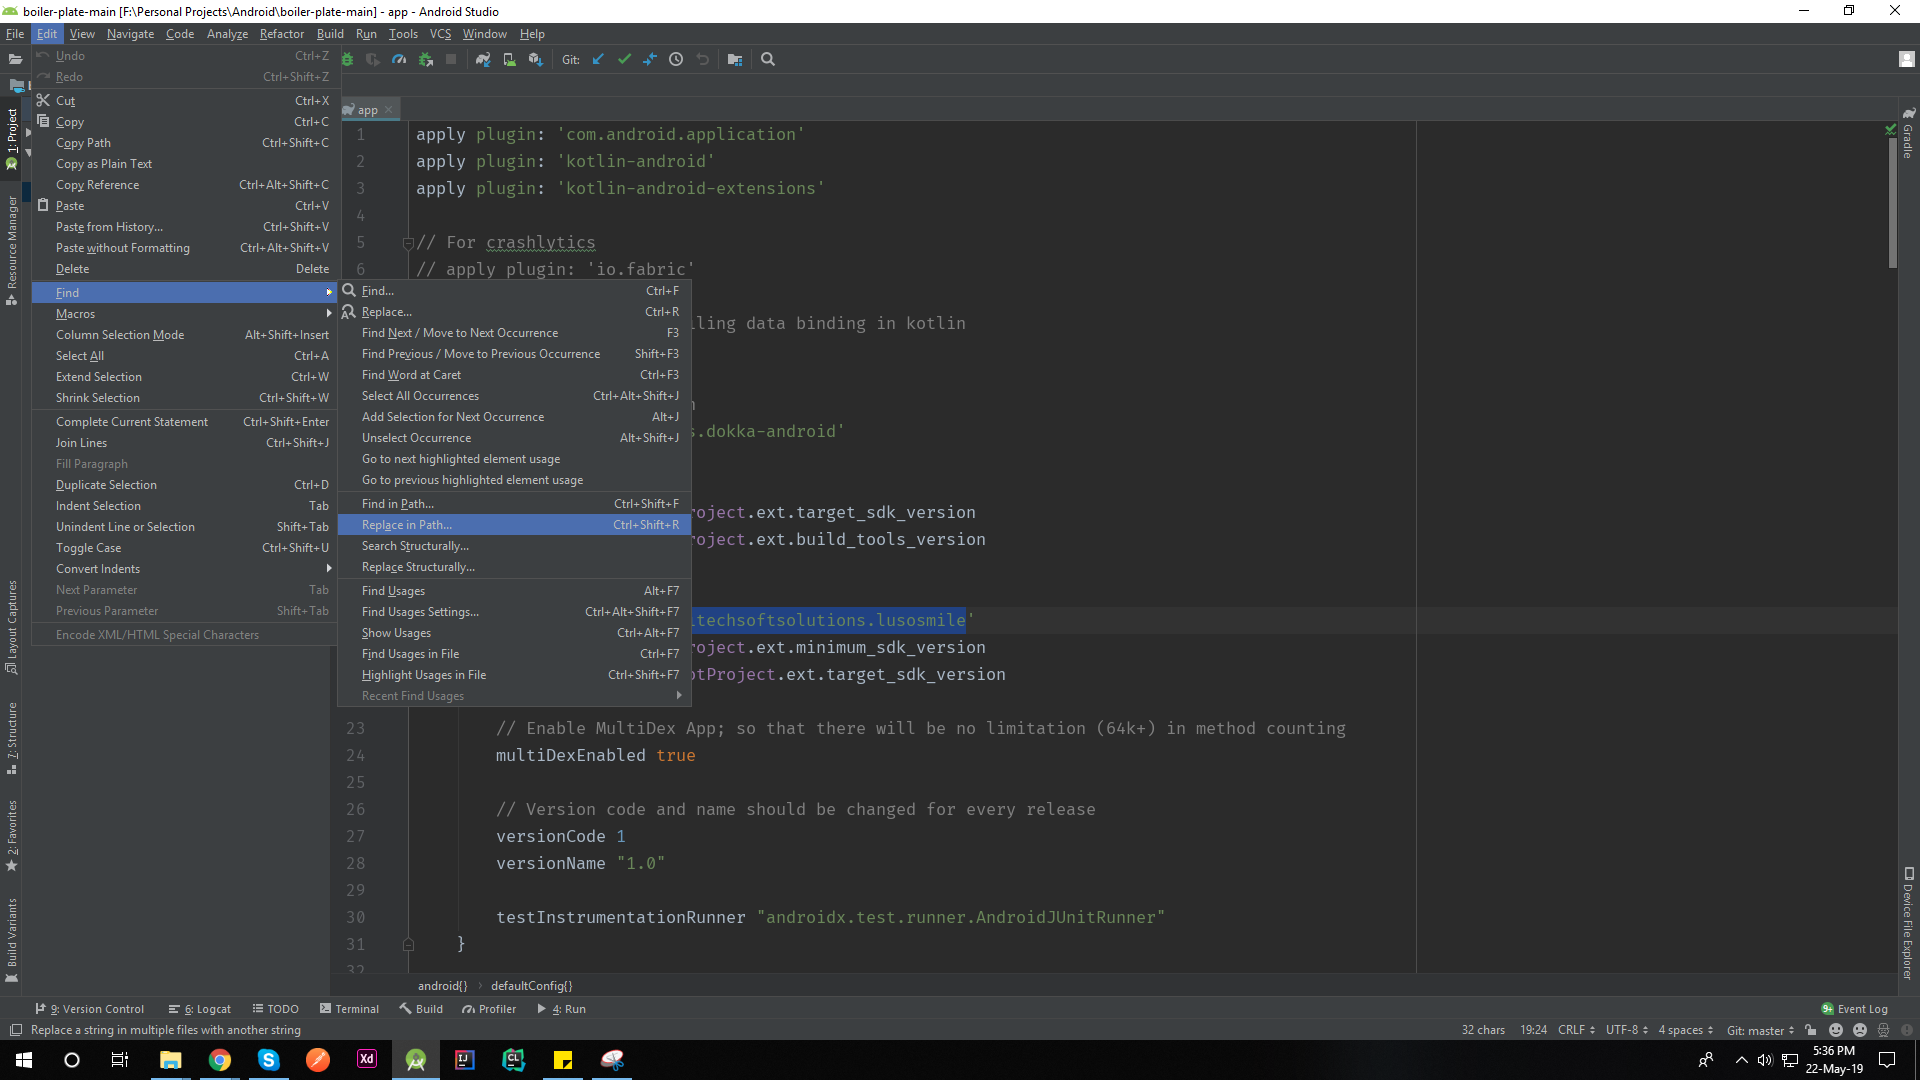 boiler-plate-main [F:\Personal Projects\Android\boiler-plate-main] - app - Android Studio
File Edit View Navigate Code Analyze Refactor Build Run Tools VCS Window Help
Git:
Undo Ctrl+Z
Redo Ctrl+Shift+Z
Cut Ctrl+X
Copy Ctrl+C
Copy Path Ctrl+Shift+C
Copy as Plain Text
Copy Reference Ctrl+Alt+Shift+C
Paste Ctrl+V
Paste from History... Ctrl+Shift+V
Paste without Formatting Ctrl+Alt+Shift+V
Delete Delete
Find
Macros
Column Selection Mode Alt+Shift+Insert
Select All Ctrl+A
Extend Selection Ctrl+W
Shrink Selection Ctrl+Shift+W
Complete Current Statement Ctrl+Shift+Enter
Join Lines Ctrl+Shift+J
Fill Paragraph
Duplicate Selection Ctrl+D
Indent Selection Tab
Unindent Line or Selection Shift+Tab
Toggle Case Ctrl+Shift+U
Convert Indents
Next Parameter Tab
Previous Parameter Shift+Tab
Encode XML/HTML Special Characters
Find... Ctrl+F
Replace... Ctrl+R
Find Next / Move to Next Occurrence F3
Find Previous / Move to Previous Occurrence Shift+F3
Find Word at Caret Ctrl+F3
Select All Occurrences Ctrl+Alt+Shift+J
Add Selection for Next Occurrence Alt+J
Unselect Occurrence Alt+Shift+J
Go to next highlighted element usage
Go to previous highlighted element usage
Find in Path... Ctrl+Shift+F
Replace in Path... Ctrl+Shift+R
Search Structurally...
Replace Structurally...
Find Usages Alt+F7
Find Usages Settings... Ctrl+Alt+Shift+F7
Show Usages Ctrl+Alt+F7
Find Usages in File Ctrl+F7
Highlight Usages in File Ctrl+Shift+F7
Recent Find Usages
app
1 apply plugin: 'com.android.application'
2 apply plugin: 'kotlin-android'
3 apply plugin: 'kotlin-android-extensions'
4
5 // For crashlytics
6 // apply plugin: 'io.fabric'
ling data binding in kotlin
s.dokka-android'
roject.ext.target_sdk_version
roject.ext.build_tools_version
itechsoftsolutions.lusosmile'
roject.ext.minimum_sdk_version
otProject.ext.target_sdk_version
23 // Enable MultiDex App; so that there will be no limitation (64k+) in method counting
24 multiDexEnabled true
25
26 // Version code and name should be changed for every release
27 versionCode 1
28 versionName "1.0"
29
30 testInstrumentationRunner "androidx.test.runner.AndroidJUnitRunner"
31 }
32
android{} › defaultConfig{}
1: Project
Resource Manager
Layout Captures
7: Structure
2: Favorites
Build Variants
Gradle
Device File Explorer
9: Version Control 6: Logcat TODO Terminal Build Profiler 4: Run 9+ Event Log
Replace a string in multiple files with another string 32 chars 19:24 CRLF UTF-8 4 spaces Git: master
Xd IJ CL
5:36 PM
22-May-19